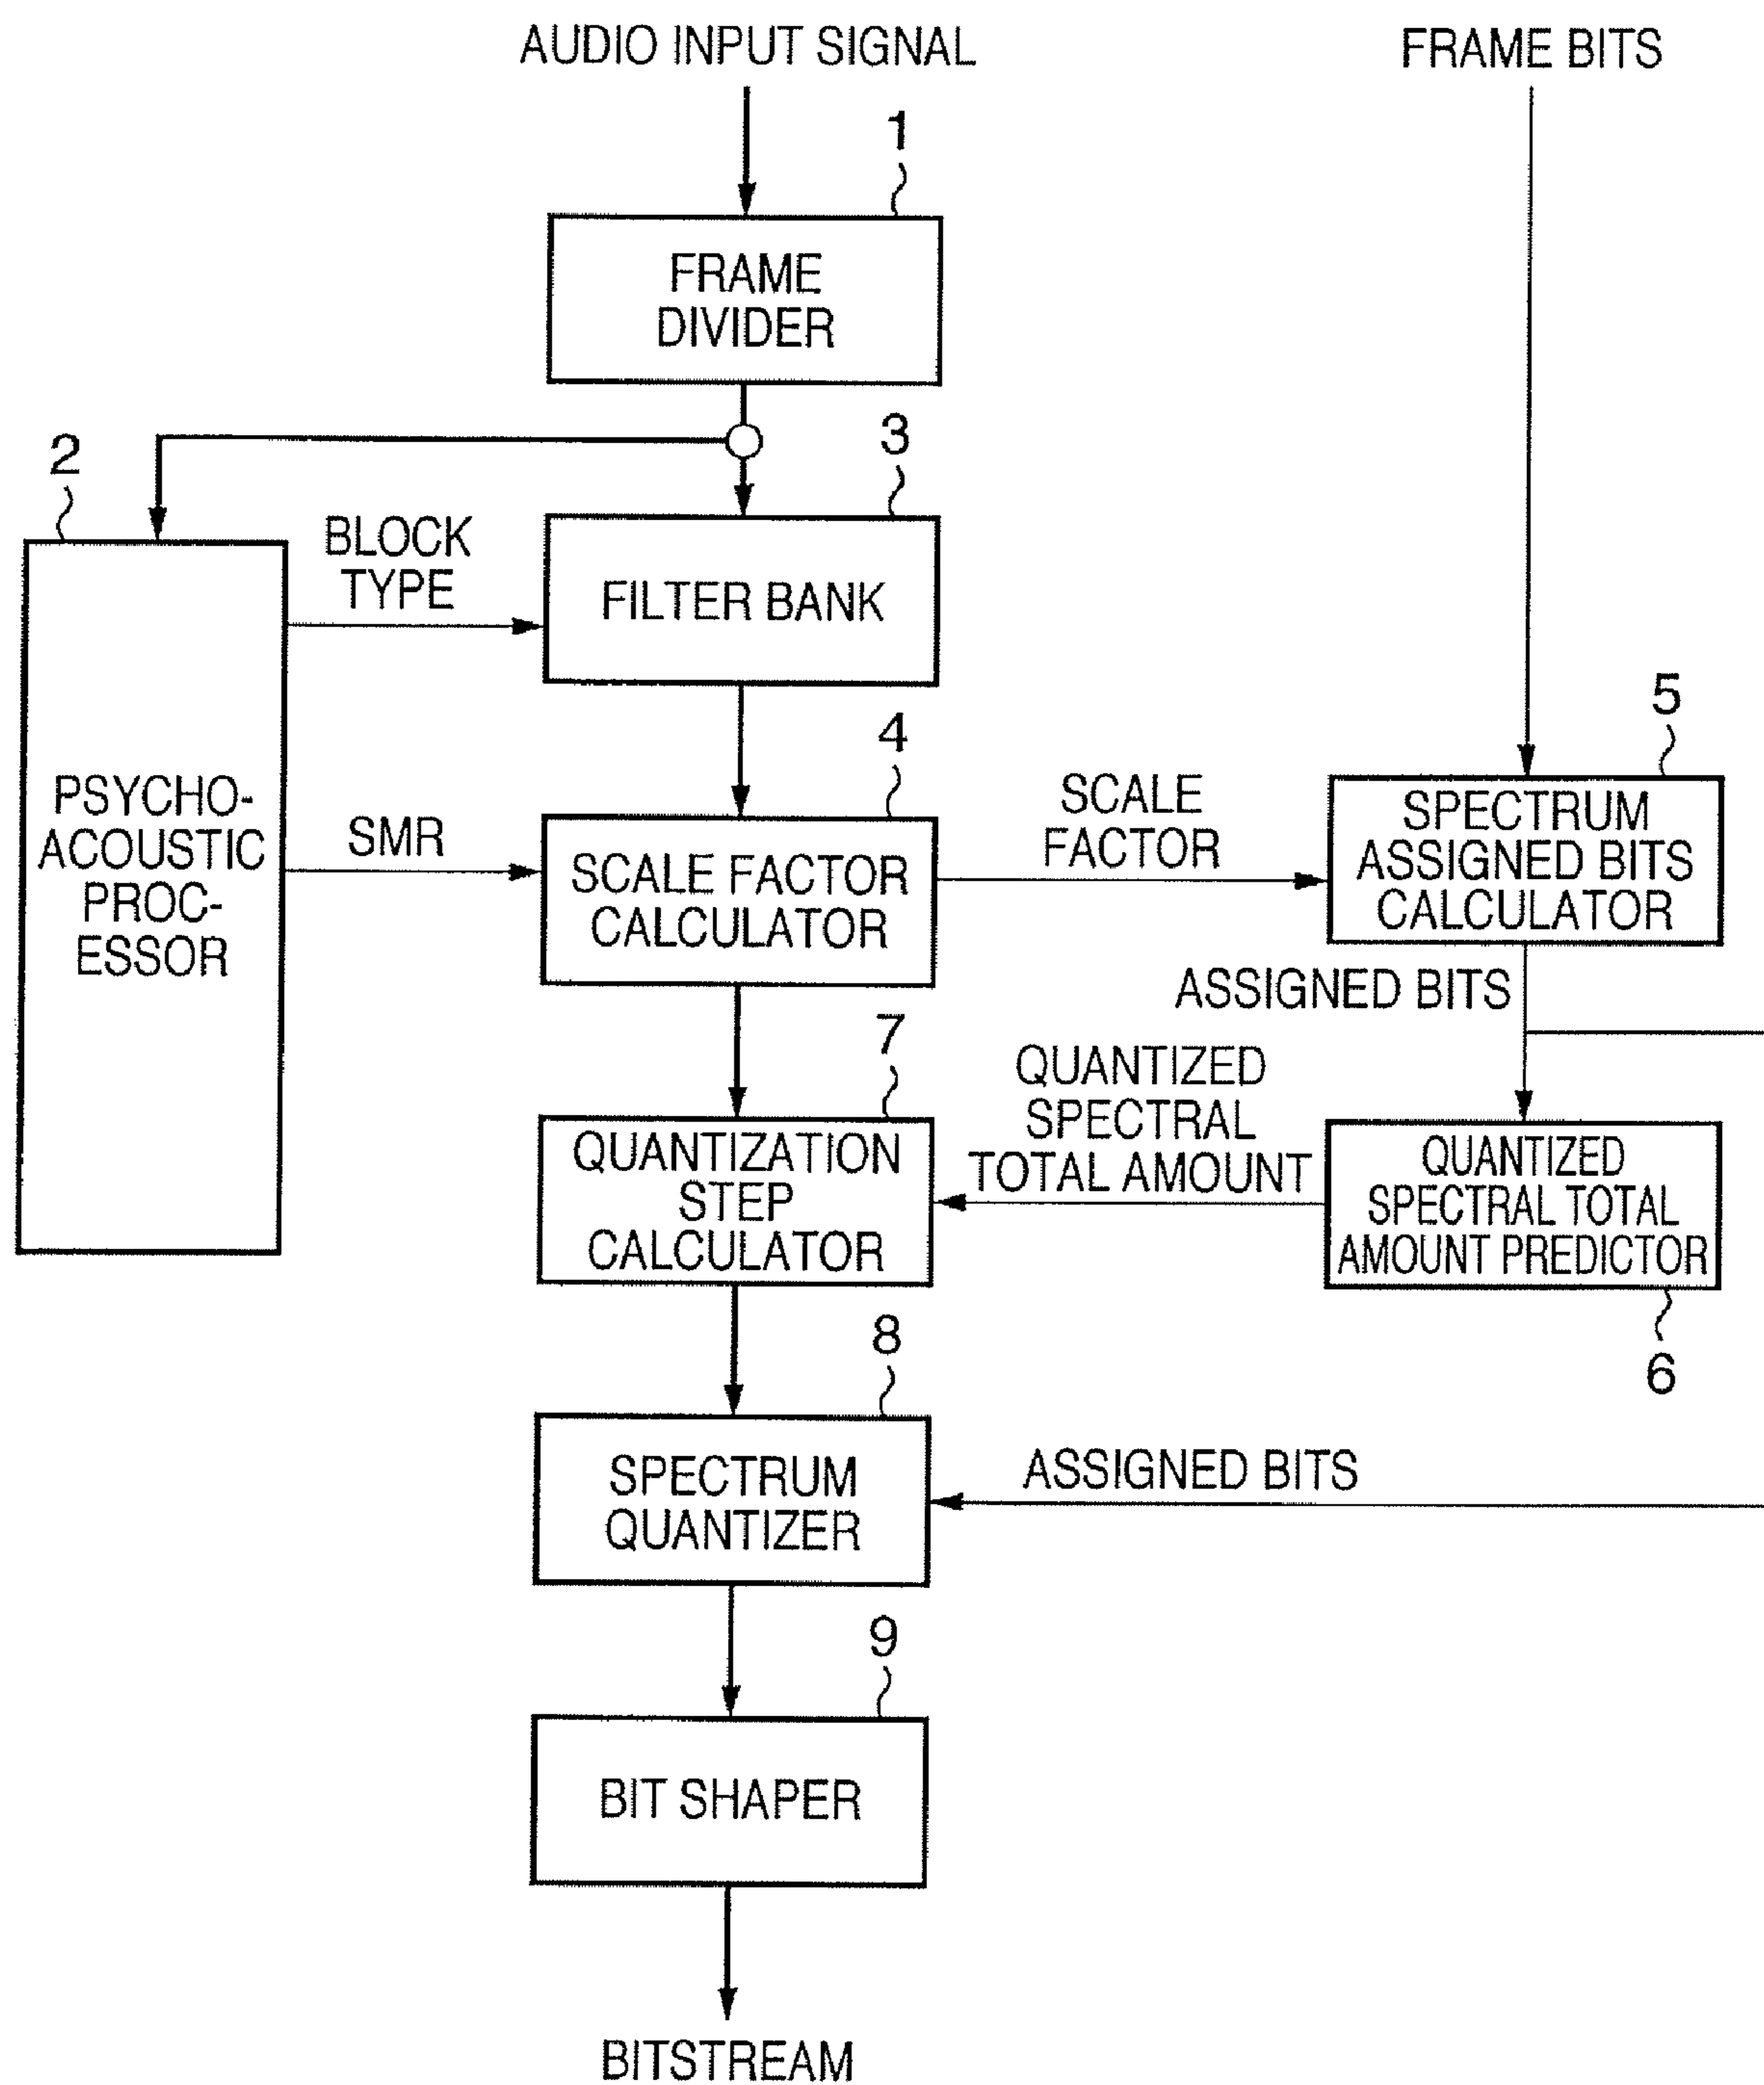 AUDIO INPUT SIGNAL
FRAME BITS
1
FRAME
DIVIDER
2
3
BLOCK
TYPE
FILTER BANK
4
5
PSYCHO-
ACOUSTIC
PROC-
ESSOR
SMR
SCALE FACTOR
CALCULATOR
SCALE
FACTOR
SPECTRUM
ASSIGNED BITS
CALCULATOR
ASSIGNED BITS
7
QUANTIZED
SPECTRAL
TOTAL AMOUNT
QUANTIZATION
STEP
CALCULATOR
QUANTIZED
SPECTRAL TOTAL
AMOUNT PREDICTOR
6
8
SPECTRUM
QUANTIZER
ASSIGNED BITS
9
BIT SHAPER
BITSTREAM